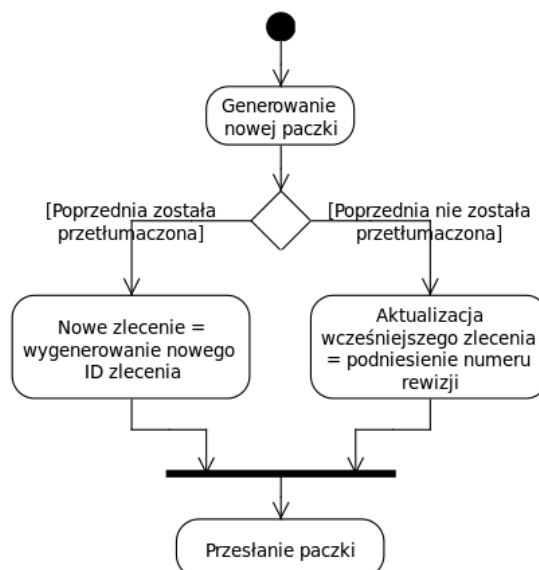 Generowanie
nowej paczki
[Poprzednia została
przetłumaczona]
[Poprzednia nie została
przetłumaczona]
Nowe zlecenie =
wygenerowanie nowego
ID zlecenia
Aktualizacja
wcześniejszego zlecenia
= podniesienie numeru
rewizji
Przesłanie paczki